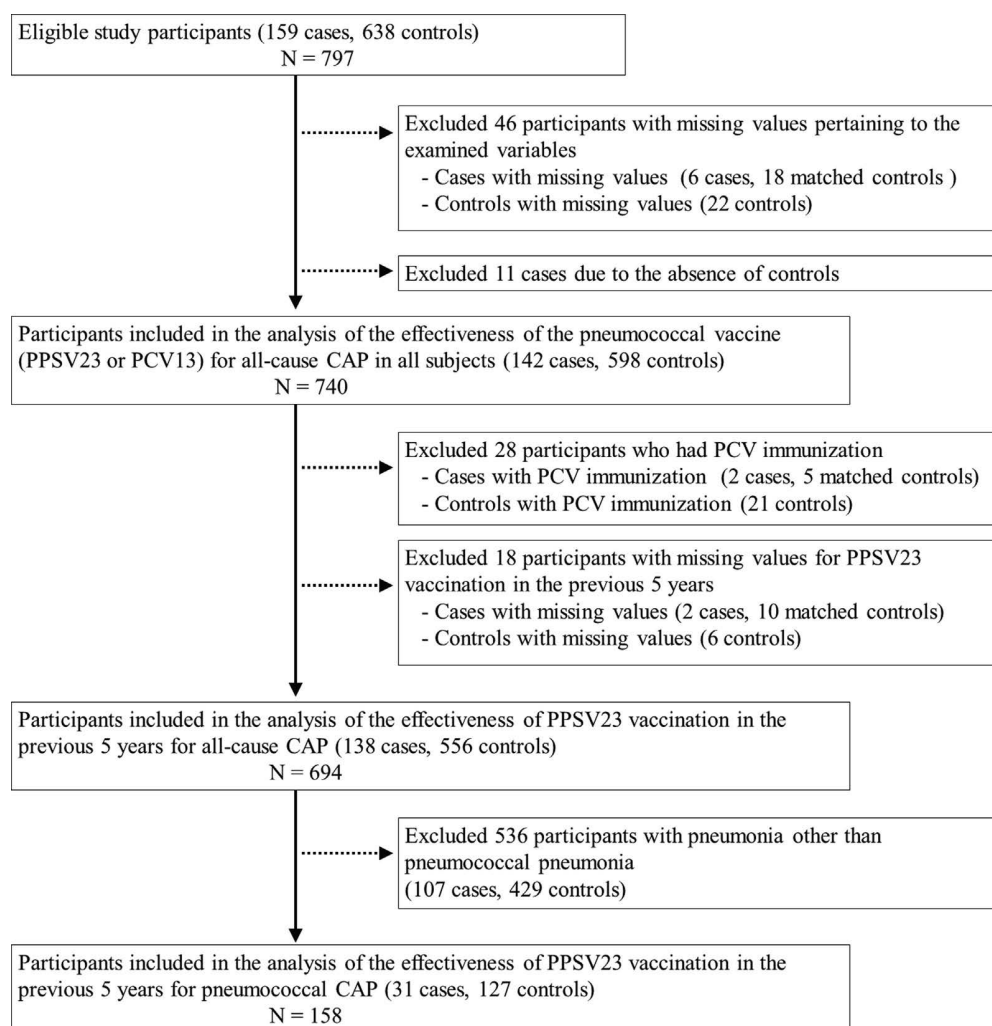 Eligible study participants (159 cases, 638 controls)
N = 797
Excluded 46 participants with missing values pertaining to the
examined variables
- Cases with missing values (6 cases, 18 matched controls )
- Controls with missing values (22 controls)
Excluded 11 cases due to the absence of controls
Participants included in the analysis of the effectiveness of the pneumococcal vaccine
(PPSV23 or PCV13) for all-cause CAP in all subjects (142 cases, 598 controls)
N = 740
Excluded 28 participants who had PCV immunization
- Cases with PCV immunization (2 cases, 5 matched controls)
- Controls with PCV immunization (21 controls)
Excluded 18 participants with missing values for PPSV23
vaccination in the previous 5 years
- Cases with missing values (2 cases, 10 matched controls)
- Controls with missing values (6 controls)
Participants included in the analysis of the effectiveness of PPSV23 vaccination in the
previous 5 years for all-cause CAP (138 cases, 556 controls)
N = 694
Excluded 536 participants with pneumonia other than
pneumococcal pneumonia
(107 cases, 429 controls)
Participants included in the analysis of the effectiveness of PPSV23 vaccination in the
previous 5 years for pneumococcal CAP (31 cases, 127 controls)
N = 158